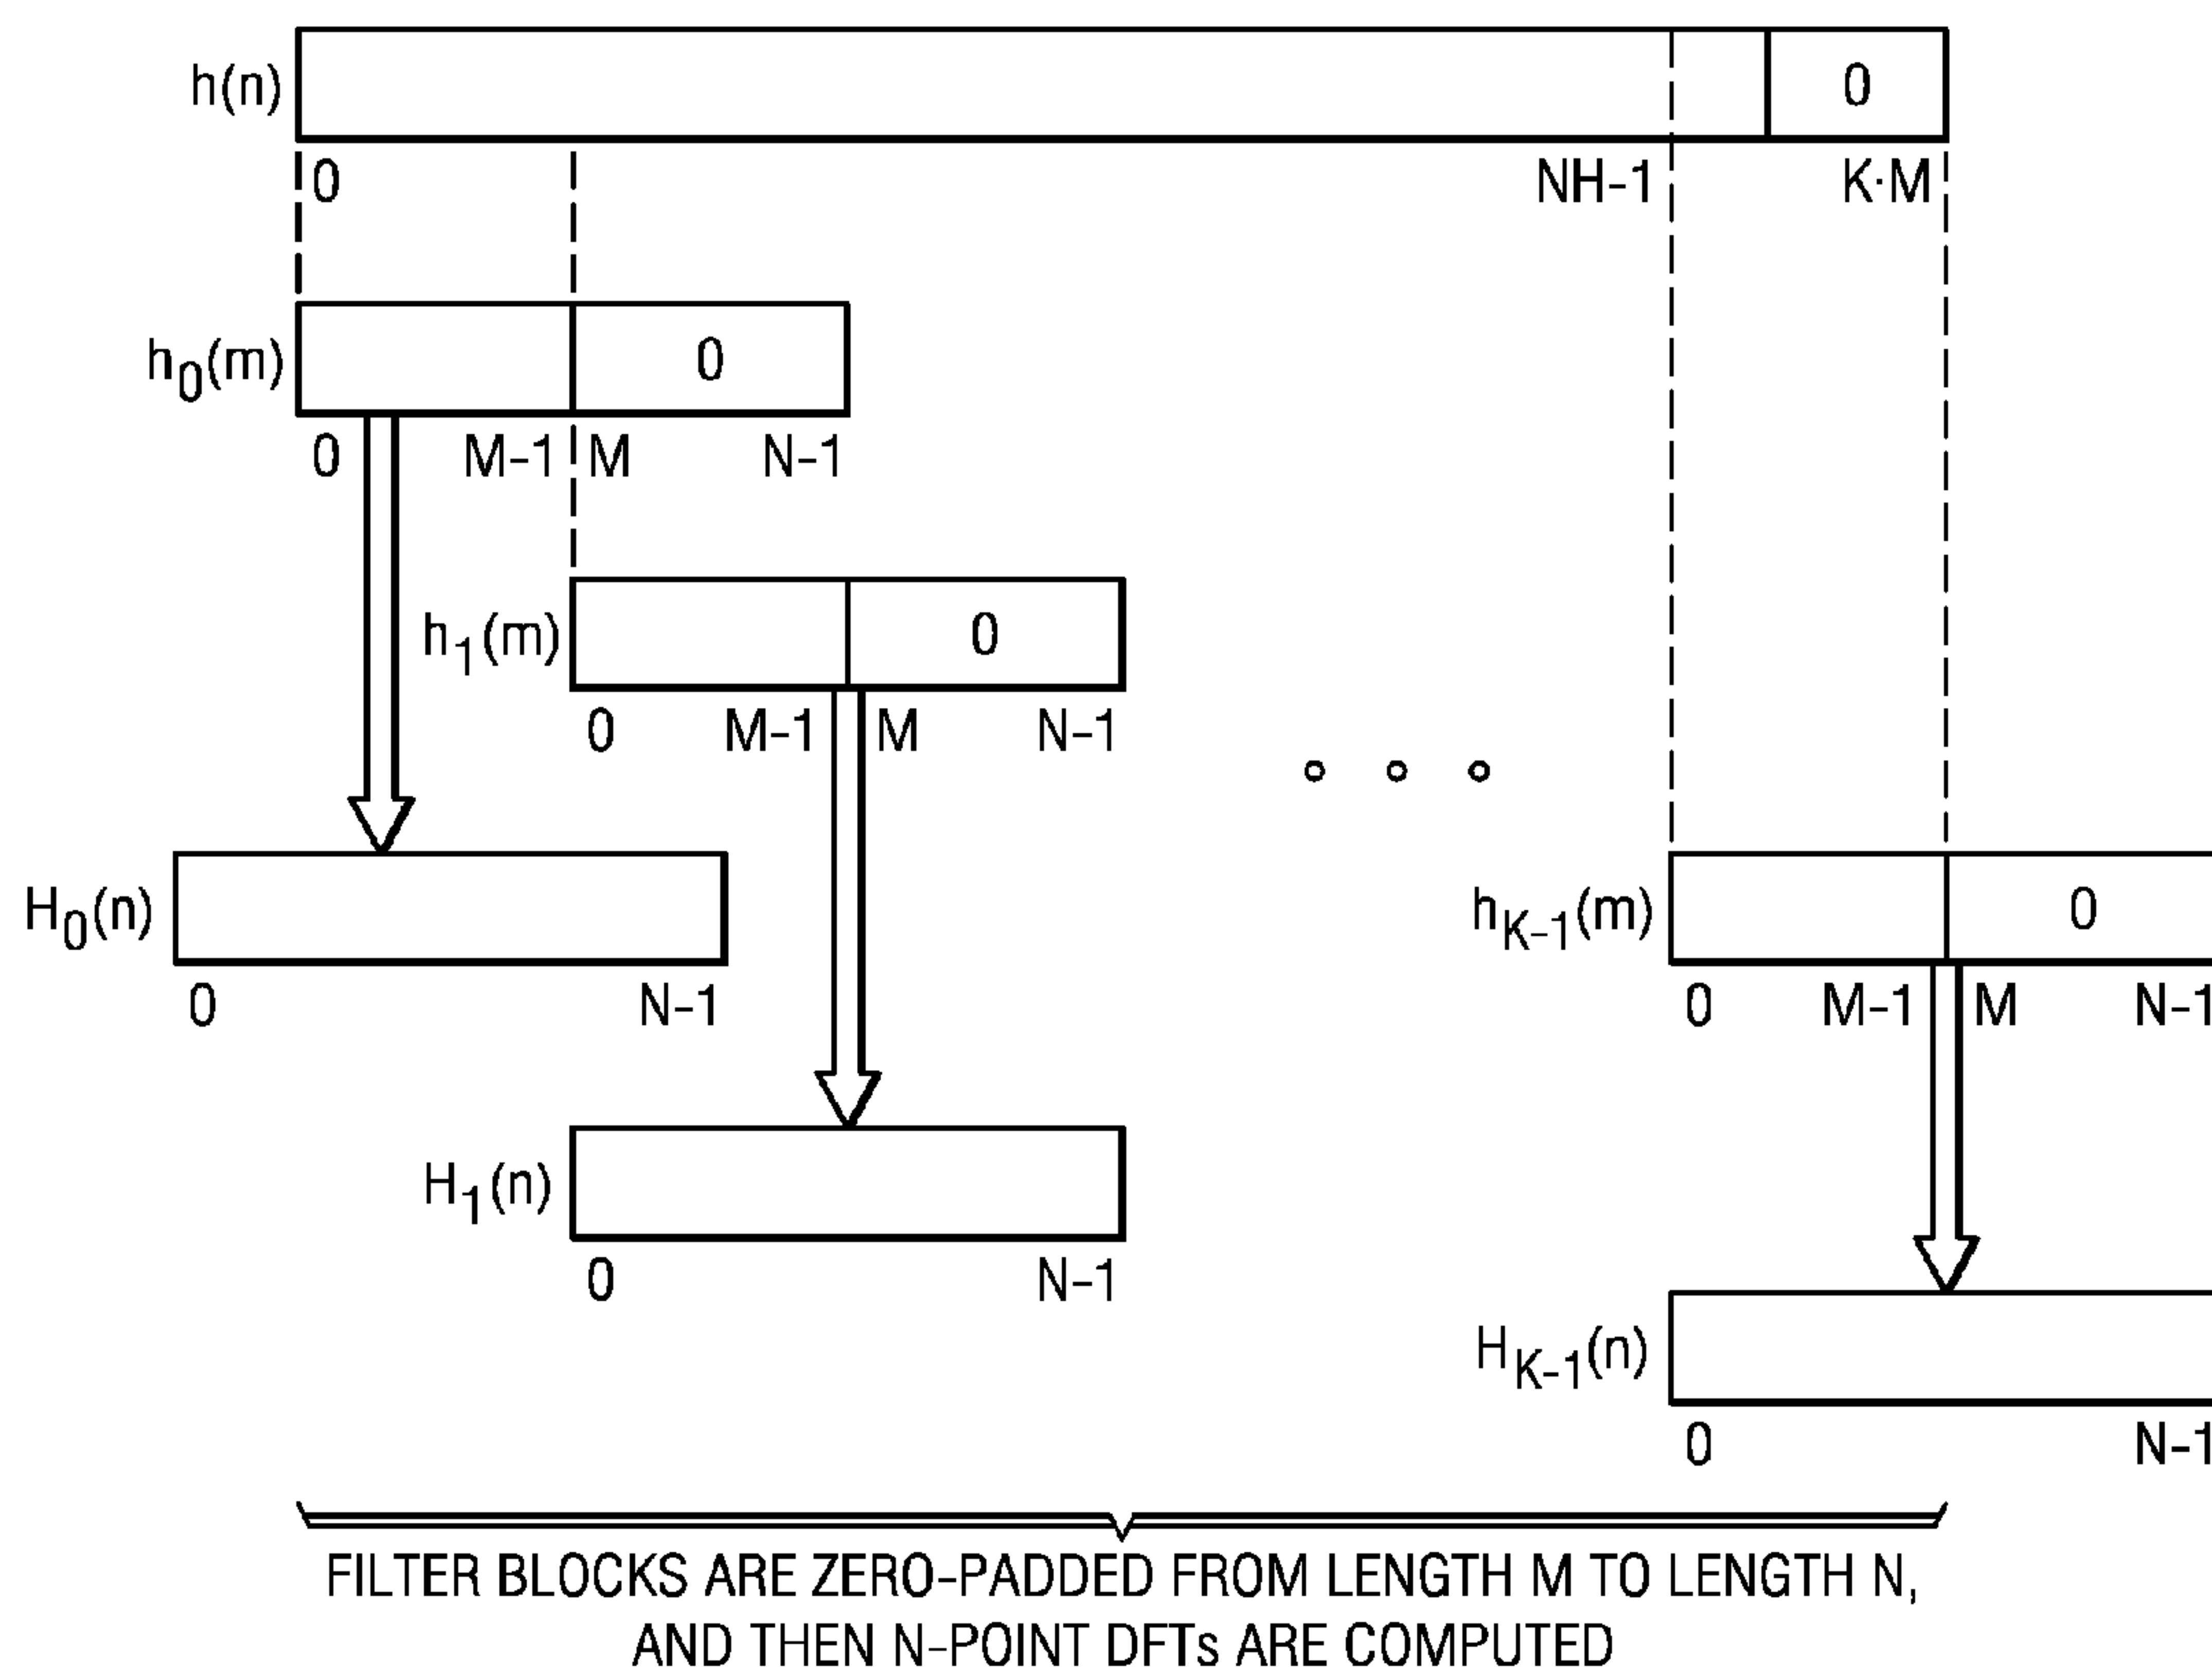 h(n) 0
0 NH-1 K·M
h0(m) 0
0 M-1 M N-1
h1(m) 0
0 M-1 M N-1
H0(n) hK-1(m) 0
0 N-1 0 M-1 M N-1
H1(n)
0 N-1
HK-1(n)
0 N-1
FILTER BLOCKS ARE ZERO-PADDED FROM LENGTH M TO LENGTH N,
AND THEN N-POINT DFTs ARE COMPUTED